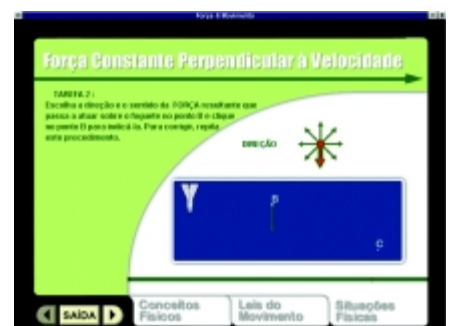 Força & Movimento
Força Constante Perpendicular à Velocidade
TAREFA 2:
Escolha a direção e o sentido da FORÇA resultante que
passa a atuar sobre o foguete no ponto B e clique
no ponto B para indicá-la. Para corrigir, repita
este procedimento.
DIREÇÃO
B
C
SAÍDA
Conceitos
Físicos
Leis do
Movimento
Situações
Físicas